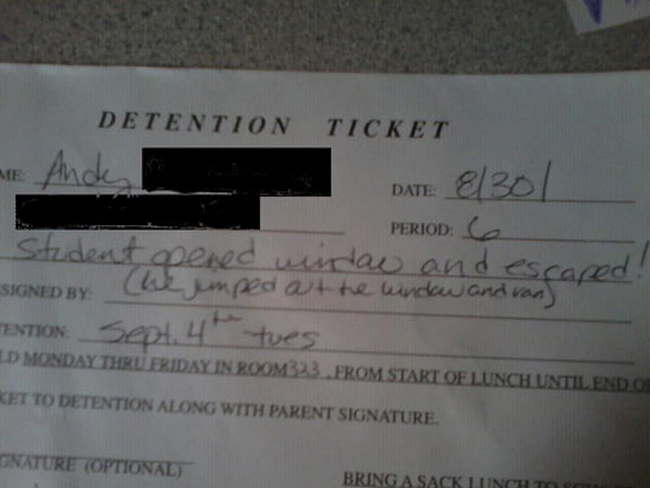 DETENTION TICKET
ME: Andy
DATE: 8/30/
PERIOD: 6
Student opened window and escaped!
(he jumped out the window and ran)
SIGNED BY:
TENTION: Sept. 4th tues
LD MONDAY THRU FRIDAY IN ROOM 323. FROM START OF LUNCH UNTIL END O
KET TO DETENTION ALONG WITH PARENT SIGNATURE.
GNATURE (OPTIONAL)
BRING A SACK LUNCH TO